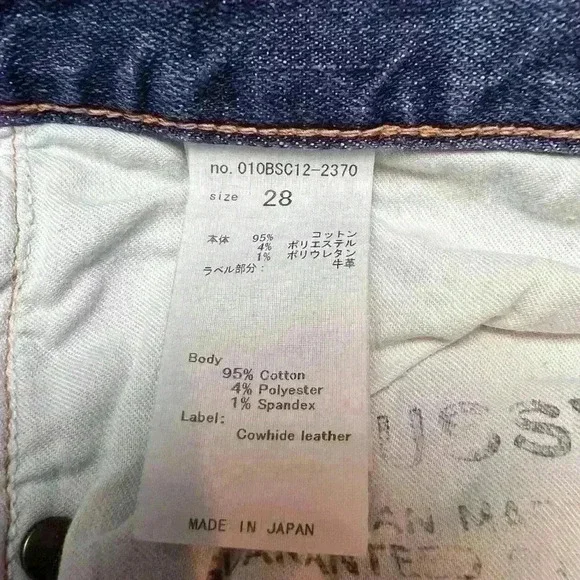 no. 010BSC12-2370
size 28
本体 95% コットン
4% ポリエステル
1% ポリウレタン
ラベル部分: 牛革
Body
95% Cotton
4% Polyester
1% Spandex
Label:
Cowhide leather
MADE IN JAPAN